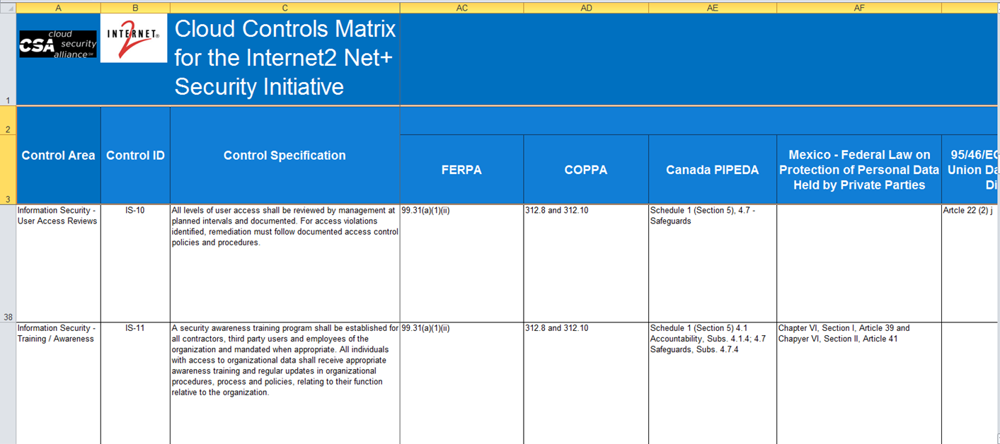 A B C AC AD AE AF
cloud
CSA security
alliance℠
INTERNET®
2
Cloud Controls Matrix
for the Internet2 Net+
Security Initiative
1
2
Control Area
Control ID
Control Specification
FERPA
COPPA
Canada PIPEDA
Mexico - Federal Law on
Protection of Personal Data
Held by Private Parties
95/46/EC
Union Da
Di
3
Information Security -
User Access Reviews
IS-10
All levels of user access shall be reviewed by management at
planned intervals and documented. For access violations
identified, remediation must follow documented access control
policies and procedures.
99.31(a)(1)(ii)
312.8 and 312.10
Schedule 1 (Section 5), 4.7 -
Safeguards
Artcle 22 (2) j
38
Information Security -
Training / Awareness
IS-11
A security awareness training program shall be established for
all contractors, third party users and employees of the
organization and mandated when appropriate. All individuals
with access to organizational data shall receive appropriate
awareness training and regular updates in organizational
procedures, process and policies, relating to their function
relative to the organization.
99.31(a)(1)(ii)
312.8 and 312.10
Schedule 1 (Section 5) 4.1
Accountability, Subs. 4.1.4; 4.7
Safeguards, Subs. 4.7.4
Chapter VI, Section I, Article 39 and
Chapyer VI, Section II, Article 41